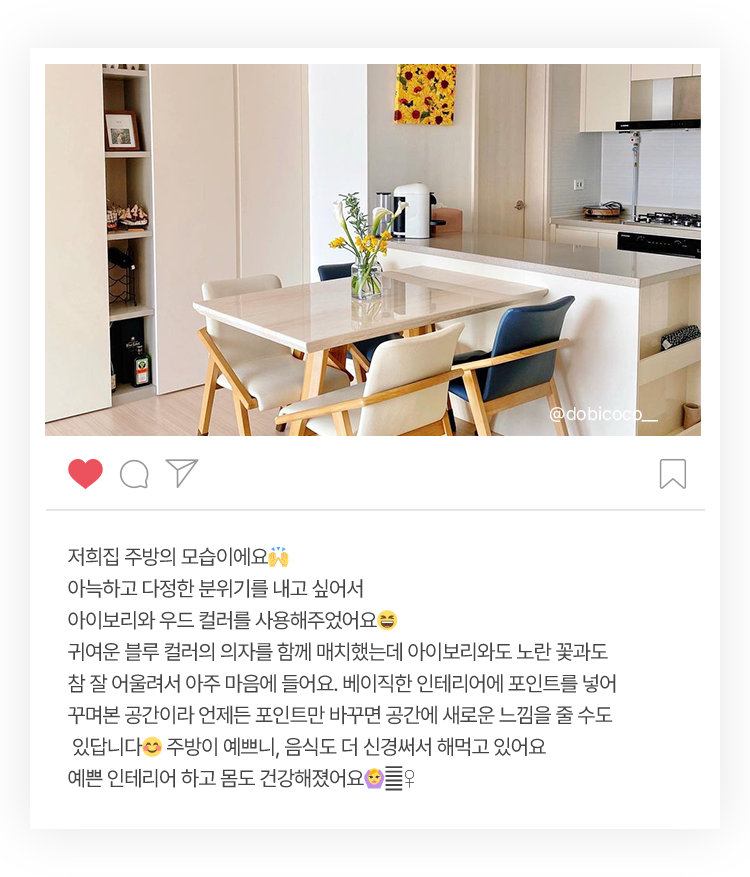 @dobicoco__
저희집 주방의 모습이에요🙌
아늑하고 다정한 분위기를 내고 싶어서
아이보리와 우드 컬러를 사용해주었어요😆
귀여운 블루 컬러의 의자를 함께 매치했는데 아이보리와도 노란 꽃과도
참 잘 어울려서 아주 마음에 들어요. 베이직한 인테리어에 포인트를 넣어
꾸며본 공간이라 언제든 포인트만 바꾸면 공간에 새로운 느낌을 줄 수도
있답니다😊 주방이 예쁘니, 음식도 더 신경써서 해먹고 있어요
예쁜 인테리어 하고 몸도 건강해졌어요🙆𝌆♀